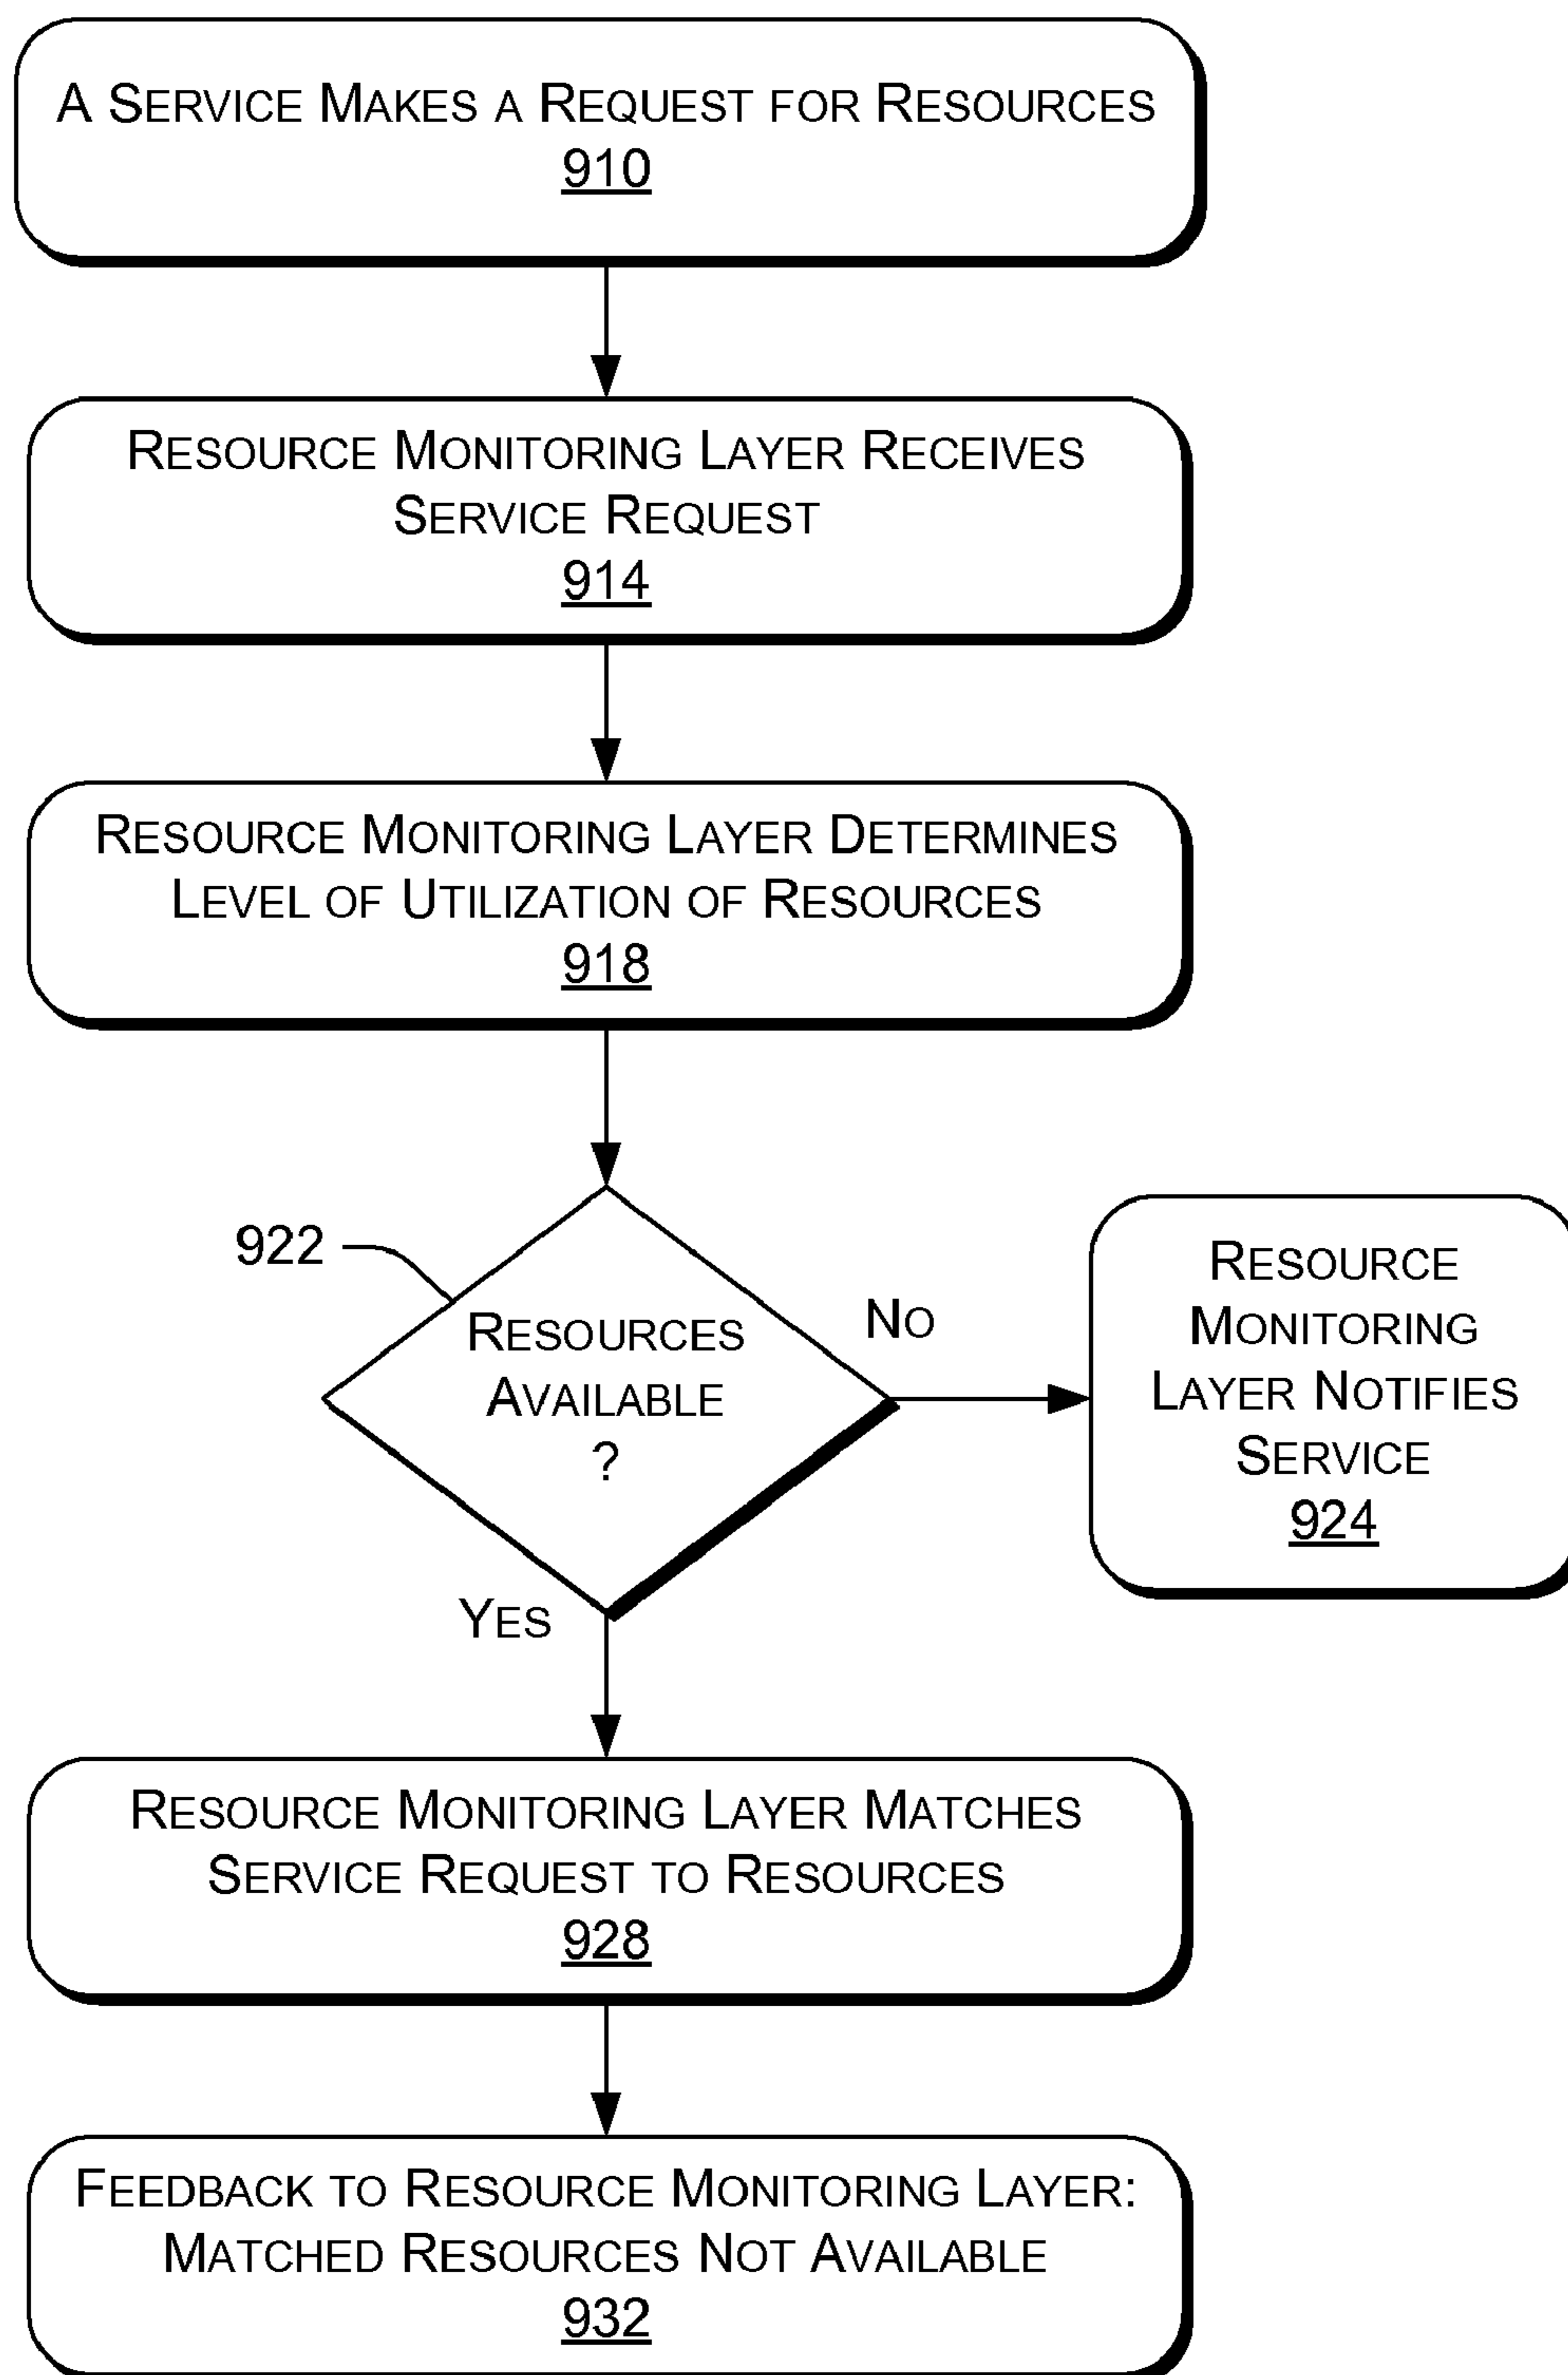 A SERVICE MAKES A REQUEST FOR RESOURCES
910
RESOURCE MONITORING LAYER RECEIVES
SERVICE REQUEST
914
RESOURCE MONITORING LAYER DETERMINES
LEVEL OF UTILIZATION OF RESOURCES
918
922
RESOURCES
AVAILABLE
?
NO
RESOURCE
MONITORING
LAYER NOTIFIES
SERVICE
924
YES
RESOURCE MONITORING LAYER MATCHES
SERVICE REQUEST TO RESOURCES
928
FEEDBACK TO RESOURCE MONITORING LAYER:
MATCHED RESOURCES NOT AVAILABLE
932